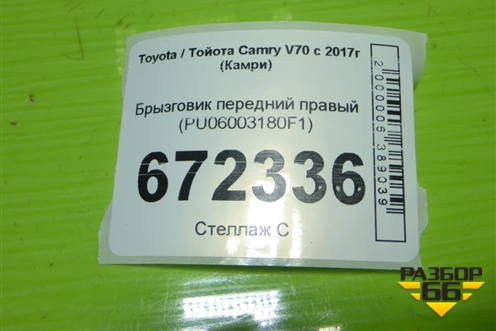 Toyota / Тойота Camry V70 с 2017г
(Камри)
Брызговик передний правый
(PU06003180F1)
672336
Стеллаж С
2000006389039
РАЗБОР
66